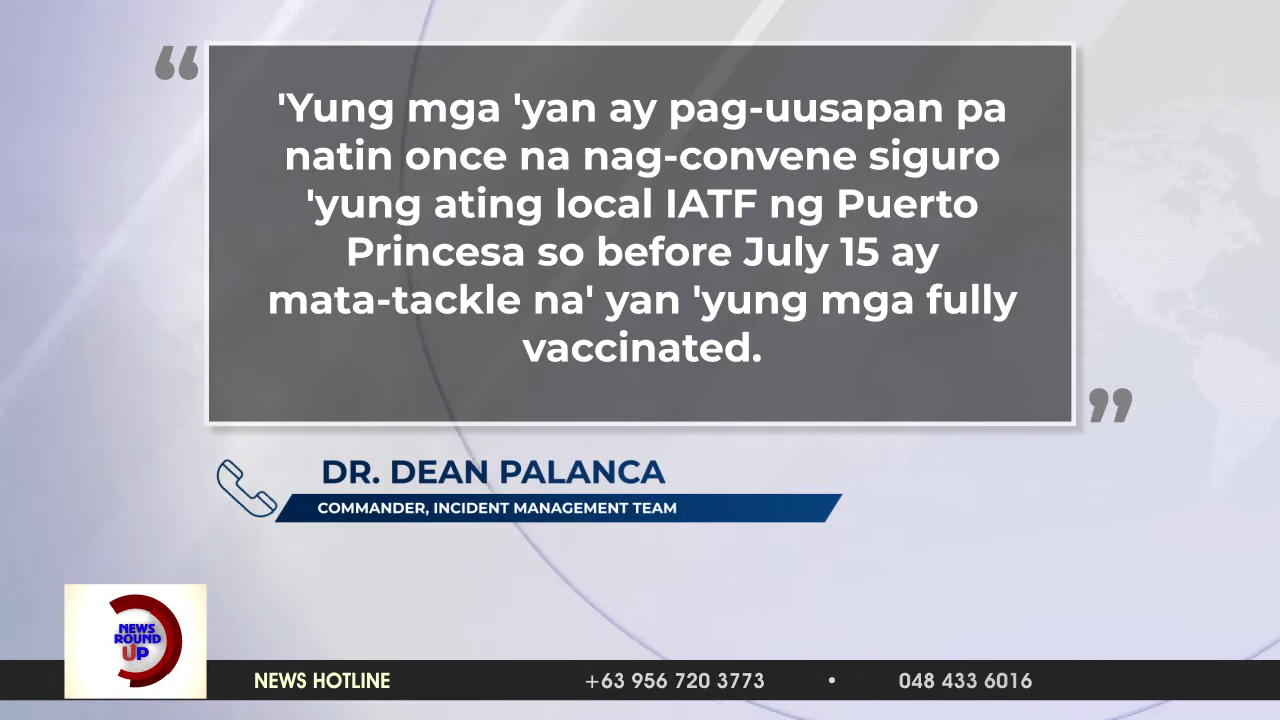 “
'Yung mga 'yan ay pag-uusapan pa
natin once na nag-convene siguro
'yung ating local IATF ng Puerto
Princesa so before July 15 ay
mata-tackle na' yan 'yung mga fully
vaccinated.
”
DR. DEAN PALANCA
COMMANDER, INCIDENT MANAGEMENT TEAM
NEWS
ROUND
UP
NEWS HOTLINE +63 956 720 3773 • 048 433 6016